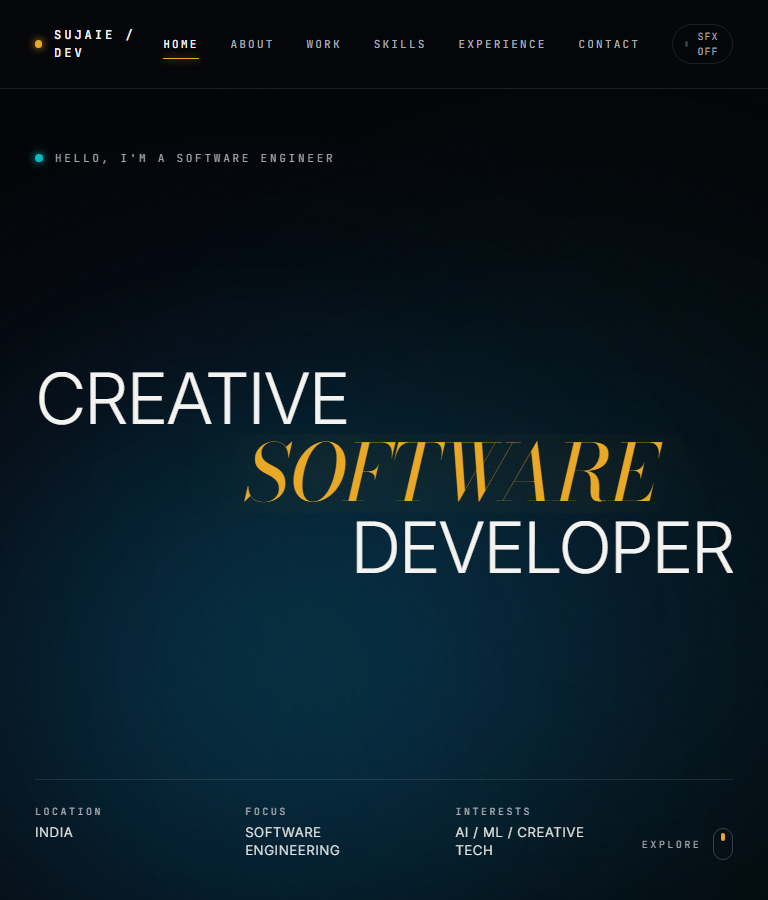 SUJAIE /
DEV
HOME
ABOUT
WORK
SKILLS
EXPERIENCE
CONTACT
SFX
OFF
HELLO, I'M A SOFTWARE ENGINEER
CREATIVE
SOFTWARE
DEVELOPER
LOCATION
INDIA
FOCUS
SOFTWARE
ENGINEERING
INTERESTS
AI / ML / CREATIVE
TECH
EXPLORE